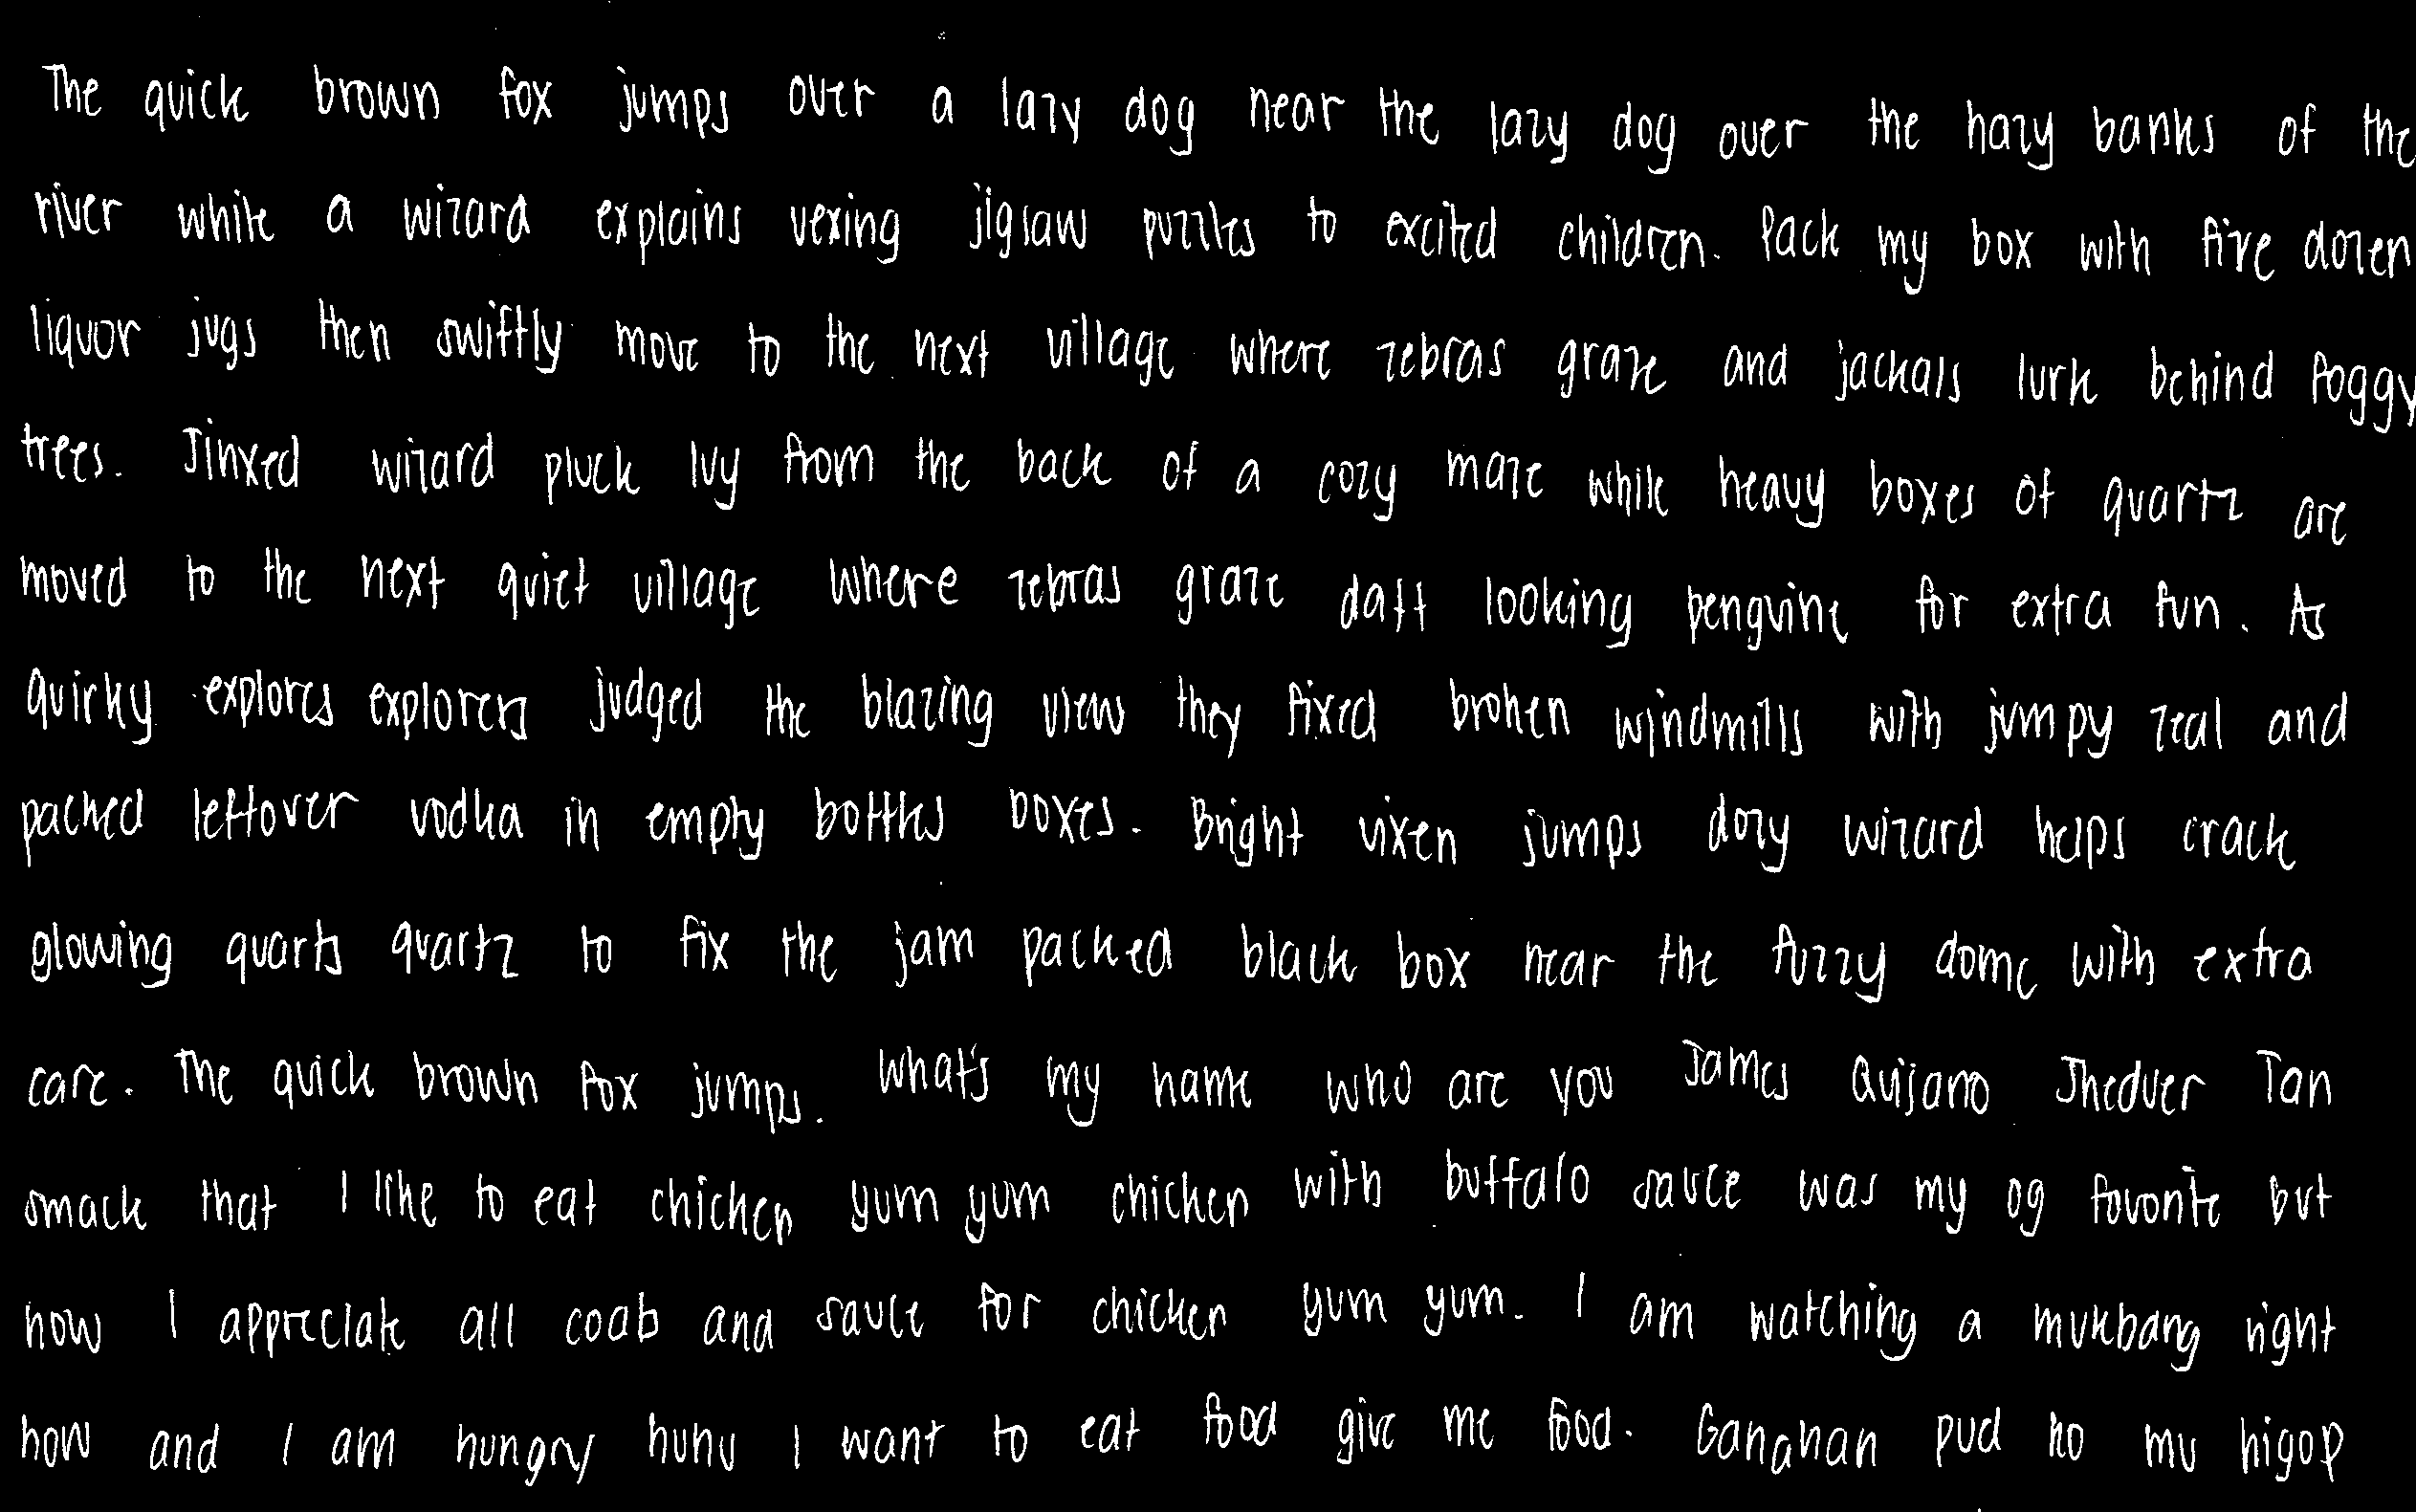 The quick brown fox jumps over a lazy dog near the lazy dog over the hazy banks of the
river while a wizard explains vexing jigsaw puzzles to excited children. Pack my box with five dozen
liquor jugs then swiftly move to the next village where zebras graze and jackals lurk behind foggy
trees. Jinxed wizard pluck Ivy from the back of a cozy maze while heavy boxes of quartz are
moved to the next quiet village where zebras graze daft looking penguine for extra fun. As
quirky explores explorers judged the blazing view they fixed broken windmills with jumpy zeal and
packed leftover vodka in empty bottles boxes. Bright vixen jumps dozy wizard helps crack
glowing quarts quartz to fix the jam packed black box near the fuzzy dome with extra
care. The quick brown fox jumps. What's my name who are you James Quijano Jheduer Tan
smack that I like to eat chicken yum yum chicken with buffalo sauce was my og favorite but
now I appreciate all coab and sauce for chicken yum yum. I am watching a mukbang right
now and I am hungry huhu I want to eat food give me food. Ganahan pud ko mu higop